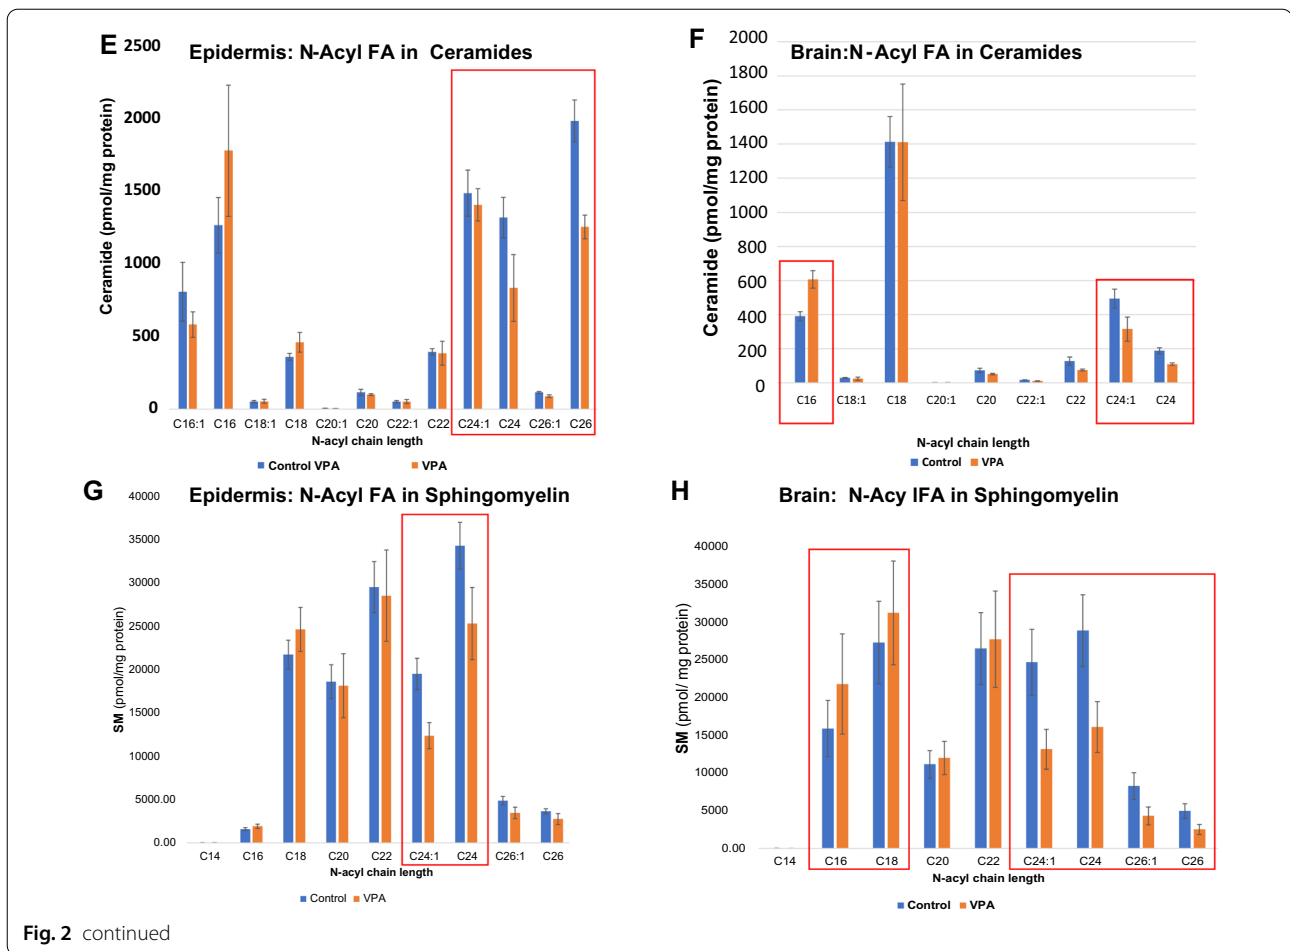 E Epidermis: N-Acyl FA in Ceramides
2500
2000
1500
1000
500
0
Ceramide (pmol/mg protein)
C16:1 C16 C18:1 C18 C20:1 C20 C22:1 C22 C24:1 C24 C26:1 C26
N-acyl chain length
Control VPA VPA
F Brain:N-Acyl FA in Ceramides
2000
1800
1600
1400
1200
1000
800
600
400
200
0
Ceramide (pmol/mg protein)
C16 C18:1 C18 C20:1 C20 C22:1 C22 C24:1 C24
N-acyl chain length
Control VPA
G Epidermis: N-Acyl FA in Sphingomyelin
40000
35000
30000
25000
20000
15000
10000
5000.00
0.00
SM (pmol/mg protein)
C14 C16 C18 C20 C22 C24:1 C24 C26:1 C26
N-acyl chain length
Control VPA
H Brain: N-Acy lFA in Sphingomyelin
40000
35000
30000
25000
20000
15000
10000
5000
0.00
SM (pmol/ mg protein)
C14 C16 C18 C20 C22 C24:1 C24 C26:1 C26
N-acyl chain length
Control VPA
Fig. 2 continued